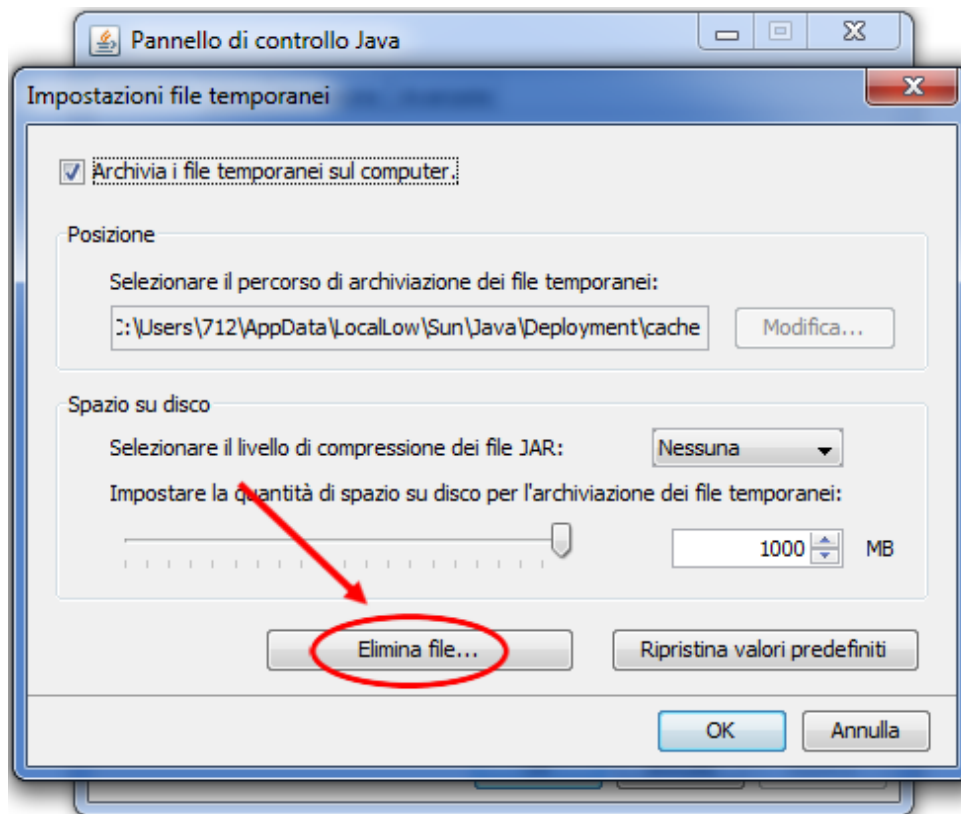 Pannello di controllo Java
Impostazioni file temporanei
Archivia i file temporanei sul computer.
Posizione
Selezionare il percorso di archiviazione dei file temporanei:
:\Users\712\AppData\LocalLow\Sun\Java\Deployment\cache
Modifica...
Spazio su disco
Selezionare il livello di compressione dei file JAR:
Nessuna
Impostare la quantità di spazio su disco per l'archiviazione dei file temporanei:
1000 MB
Elimina file...
Ripristina valori predefiniti
OK
Annulla